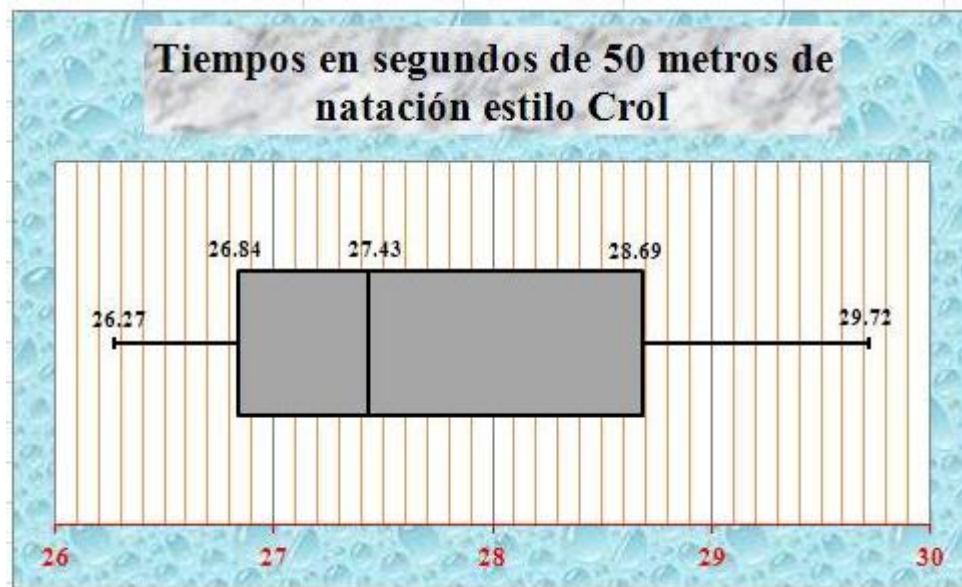 Tiempos en segundos de 50 metros de
natación estilo Crol
26.84 27.43 28.69
26.27 29.72
26 27 28 29 30